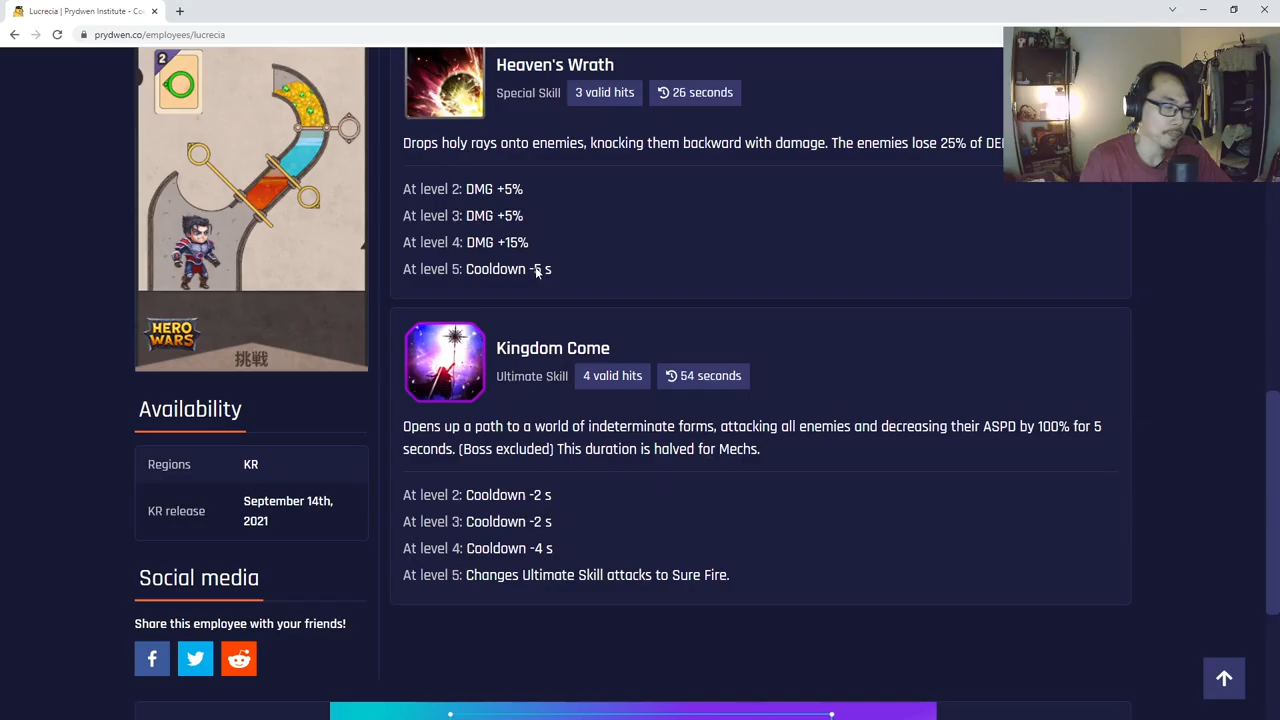 Lucrecia | Prydwen Institute - Co
prydwen.co/employees/lucrecia
2
HERO
WARS
挑戦
Availability
Regions KR
KR release September 14th,
2021
Social media
Share this employee with your friends!
Heaven's Wrath
Special Skill 3 valid hits 26 seconds
Drops holy rays onto enemies, knocking them backward with damage. The enemies lose 25% of DE
At level 2: DMG +5%
At level 3: DMG +5%
At level 4: DMG +15%
At level 5: Cooldown -5 s
Kingdom Come
Ultimate Skill 4 valid hits 54 seconds
Opens up a path to a world of indeterminate forms, attacking all enemies and decreasing their ASPD by 100% for 5
seconds. (Boss excluded) This duration is halved for Mechs.
At level 2: Cooldown -2 s
At level 3: Cooldown -2 s
At level 4: Cooldown -4 s
At level 5: Changes Ultimate Skill attacks to Sure Fire.